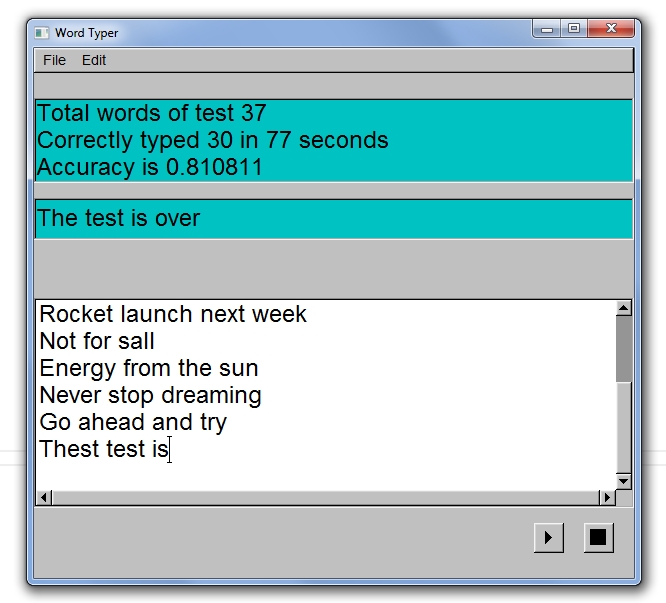 Word Typer
File Edit
Total words of test 37
Correctly typed 30 in 77 seconds
Accuracy is 0.810811
The test is over
Rocket launch next week
Not for sall
Energy from the sun
Never stop dreaming
Go ahead and try
Thest test is